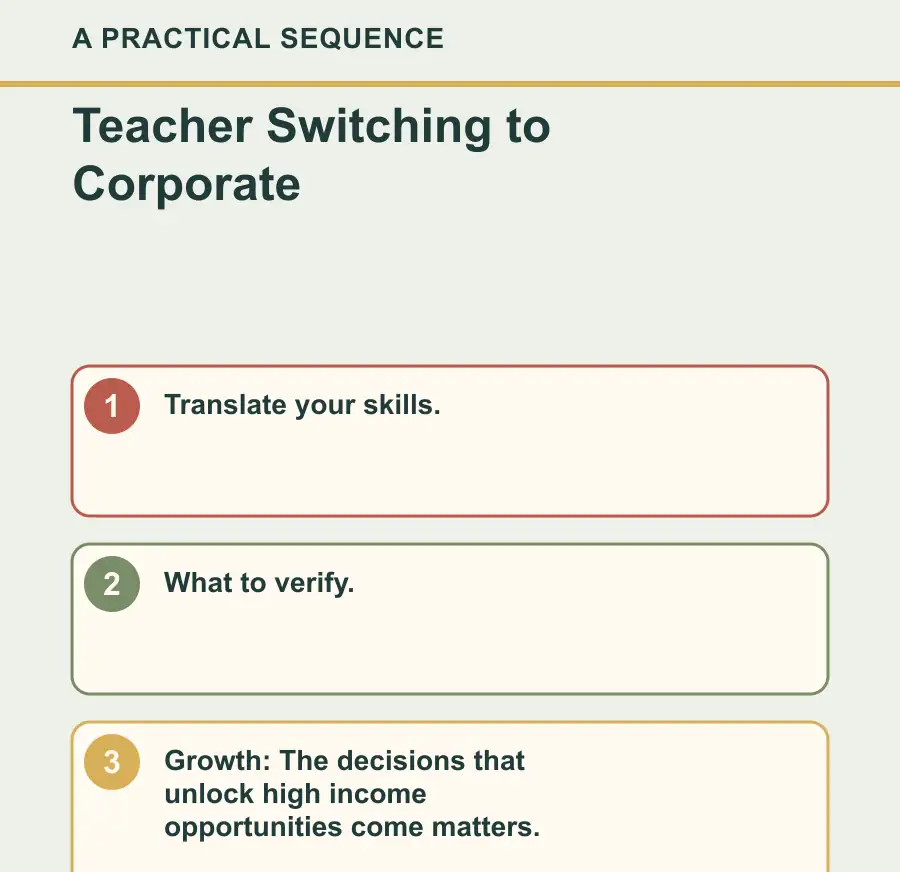 A PRACTICAL SEQUENCE
Teacher Switching to
Corporate
1
Translate your skills.
2
What to verify.
3
Growth: The decisions that
unlock high income
opportunities come matters.